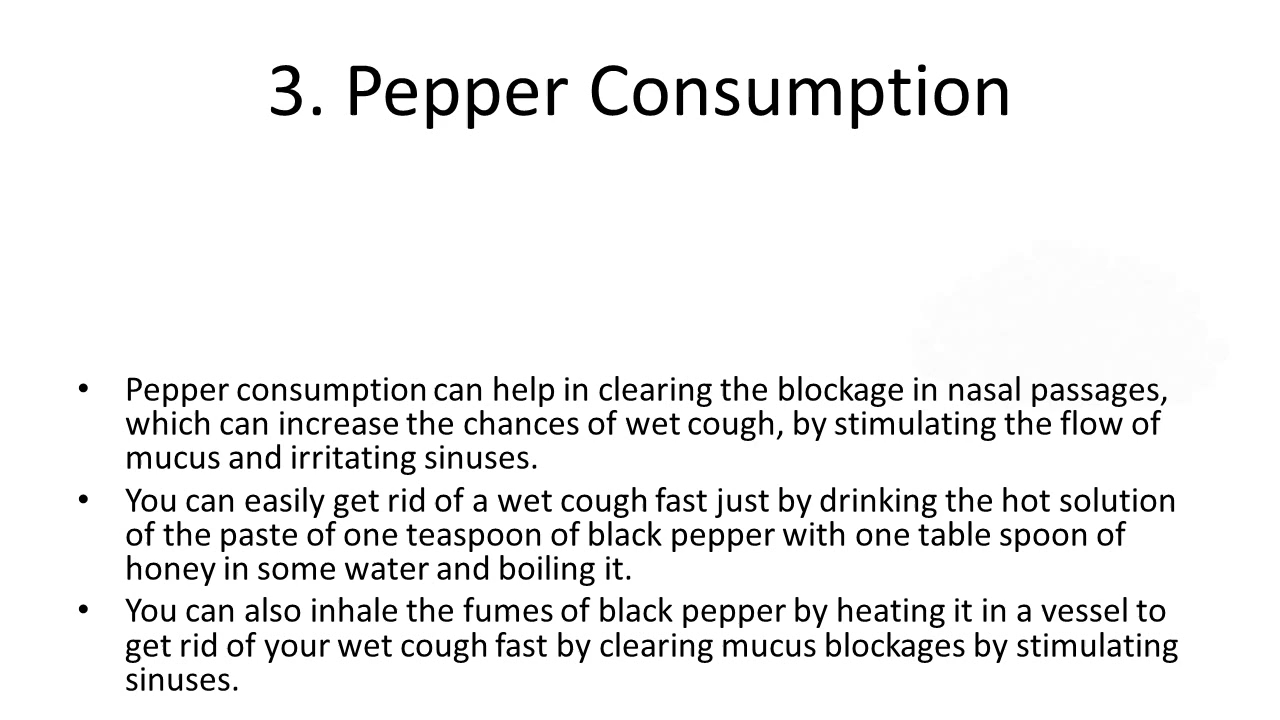 3. Pepper Consumption
• Pepper consumption can help in clearing the blockage in nasal passages,
which can increase the chances of wet cough, by stimulating the flow of
mucus and irritating sinuses.
• You can easily get rid of a wet cough fast just by drinking the hot solution
of the paste of one teaspoon of black pepper with one table spoon of
honey in some water and boiling it.
• You can also inhale the fumes of black pepper by heating it in a vessel to
get rid of your wet cough fast by clearing mucus blockages by stimulating
sinuses.